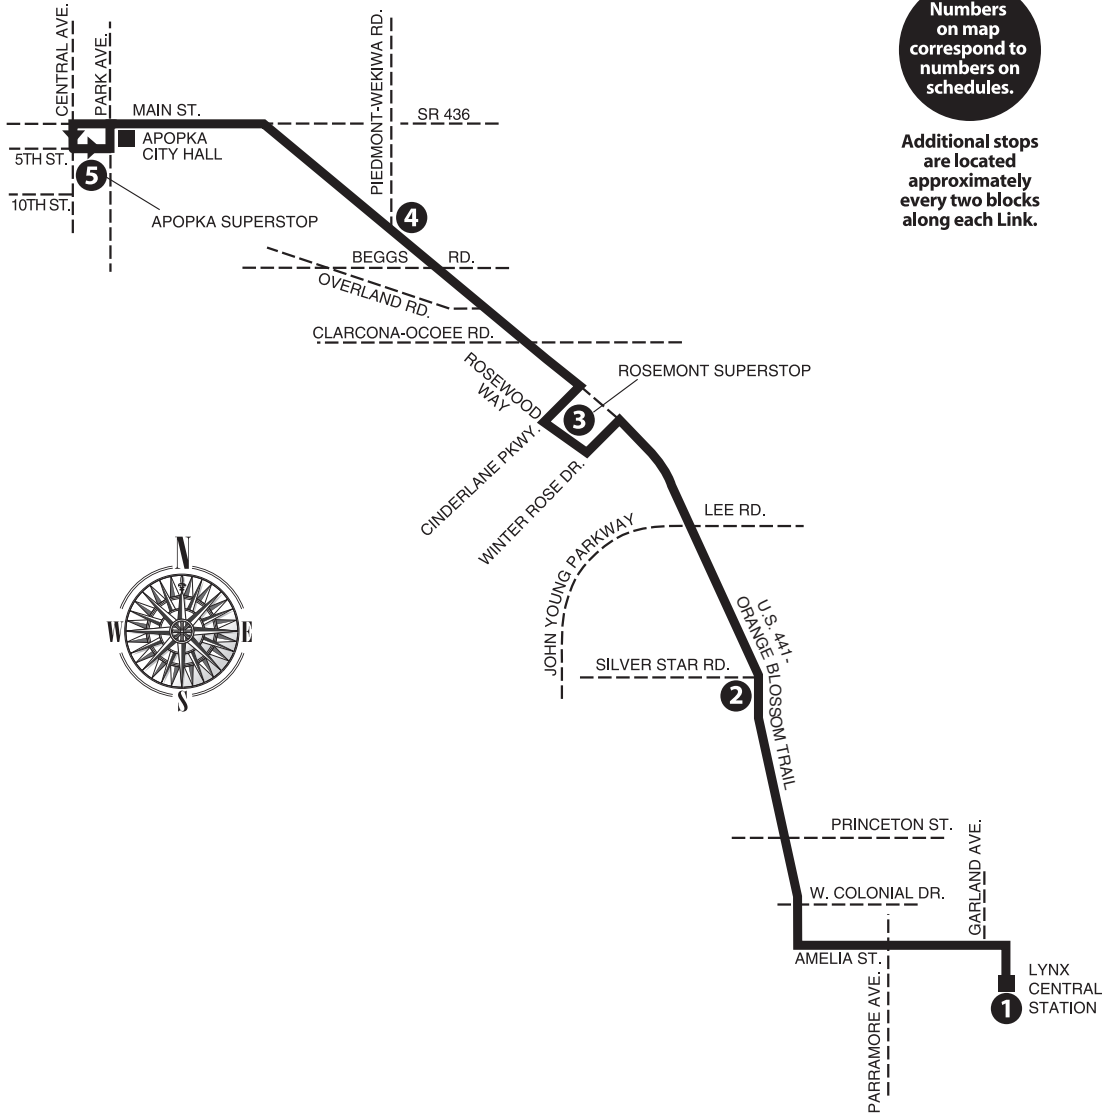 Numbers
on map
correspond to
numbers on
schedules.
Additional stops
are located
approximately
every two blocks
along each Link.
CENTRAL AVE.
PARK AVE.
MAIN ST.
PIEDMONT-WEKIWA RD.
SR 436
APOPKA
CITY HALL
5TH ST.
5
10TH ST.
APOPKA SUPERSTOP
4
BEGGS RD.
OVERLAND RD.
CLARCONA-OCOEE RD.
ROSEWOOD
WAY
ROSEMONT SUPERSTOP
3
CINDERLANE PKWY.
WINTER ROSE DR.
LEE RD.
JOHN YOUNG PARKWAY
U.S. 441-
ORANGE BLOSSOM TRAIL
SILVER STAR RD.
2
N
W
E
S
PRINCETON ST.
GARLAND AVE.
W. COLONIAL DR.
AMELIA ST.
PARRAMORE AVE.
LYNX
CENTRAL
STATION
1